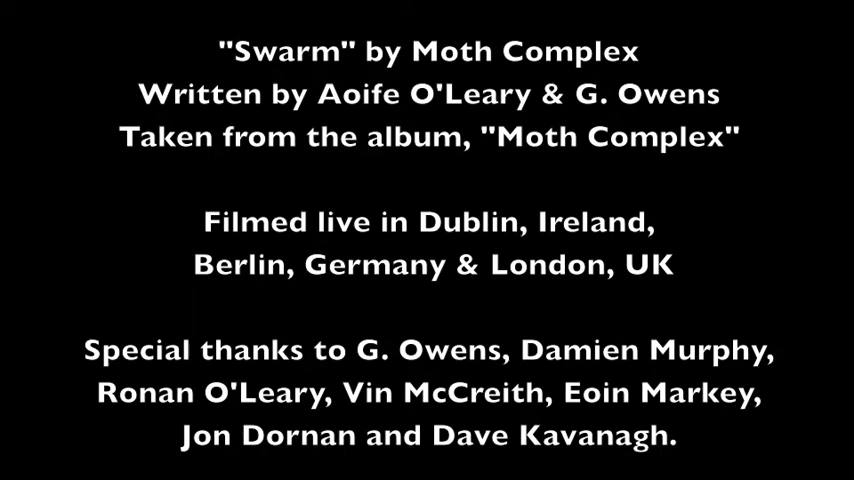 "Swarm" by Moth Complex
Written by Aoife O'Leary & G. Owens
Taken from the album, "Moth Complex"
Filmed live in Dublin, Ireland,
Berlin, Germany & London, UK
Special thanks to G. Owens, Damien Murphy,
Ronan O'Leary, Vin McCreith, Eoin Markey,
Jon Dornan and Dave Kavanagh.